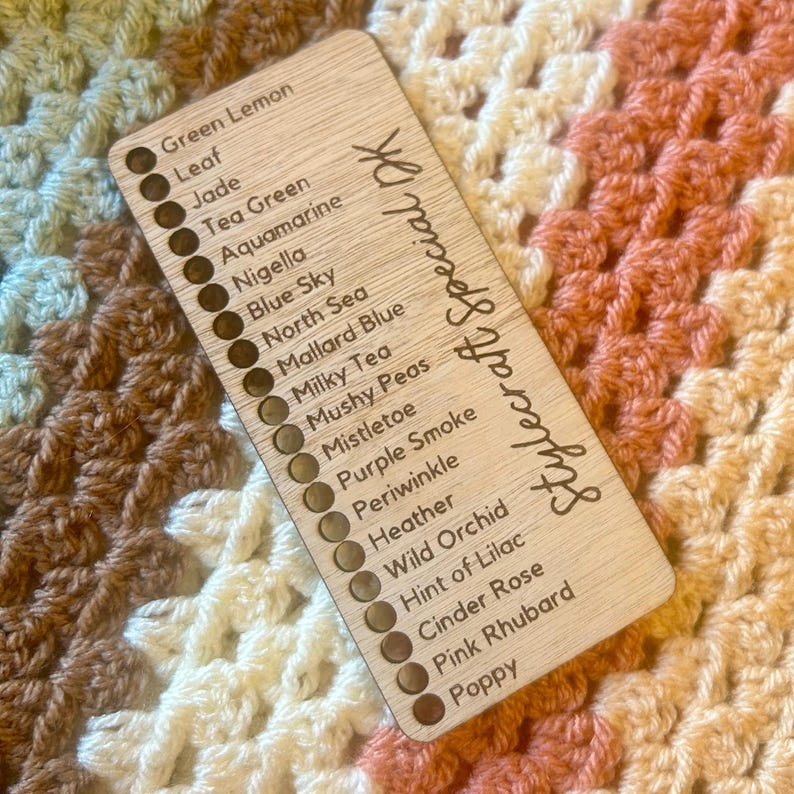 Green Lemon
Leaf
Jade
Tea Green
Aquamarine
Nigella
Blue Sky
North Sea
Mallard Blue
Milky Tea
Mushy Peas
Mistletoe
Purple Smoke
Periwinkle
Heather
Wild Orchid
Hint of Lilac
Cinder Rose
Pink Rhubard
Poppy
Stylecraft Special DK